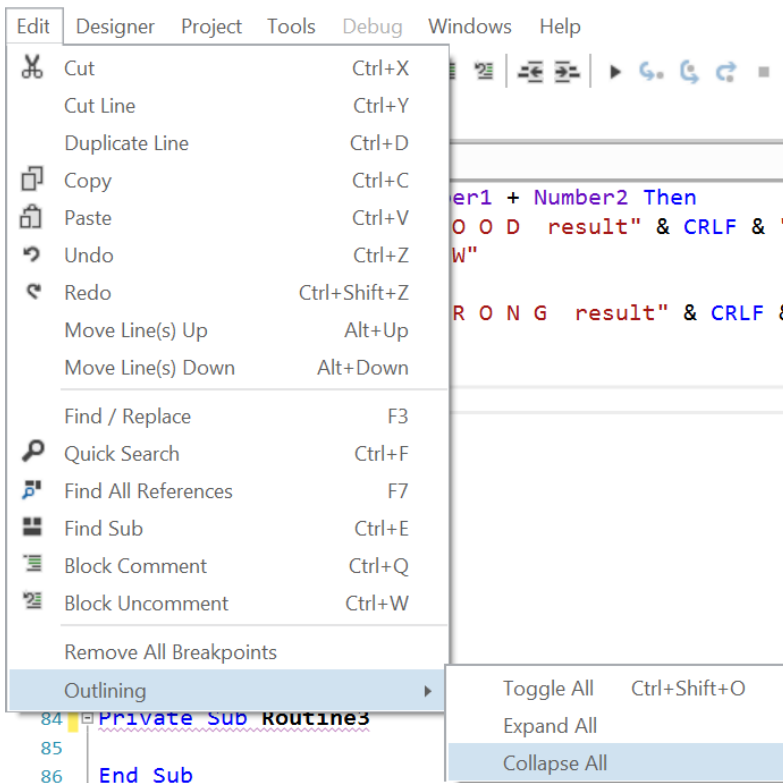 Edit Designer Project Tools Debug Windows Help
Cut Ctrl+X
Cut Line Ctrl+Y
Duplicate Line Ctrl+D
Copy Ctrl+C
Paste Ctrl+V
Undo Ctrl+Z
Redo Ctrl+Shift+Z
Move Line(s) Up Alt+Up
Move Line(s) Down Alt+Down
Find / Replace F3
Quick Search Ctrl+F
Find All References F7
Find Sub Ctrl+E
Block Comment Ctrl+Q
Block Uncomment Ctrl+W
Remove All Breakpoints
Outlining
Toggle All Ctrl+Shift+O
Expand All
Collapse All
er1 + Number2 Then
O O D result" & CRLF & "
W"
R O N G result" & CRLF &
84 Private Sub Routine3
85
86 End Sub